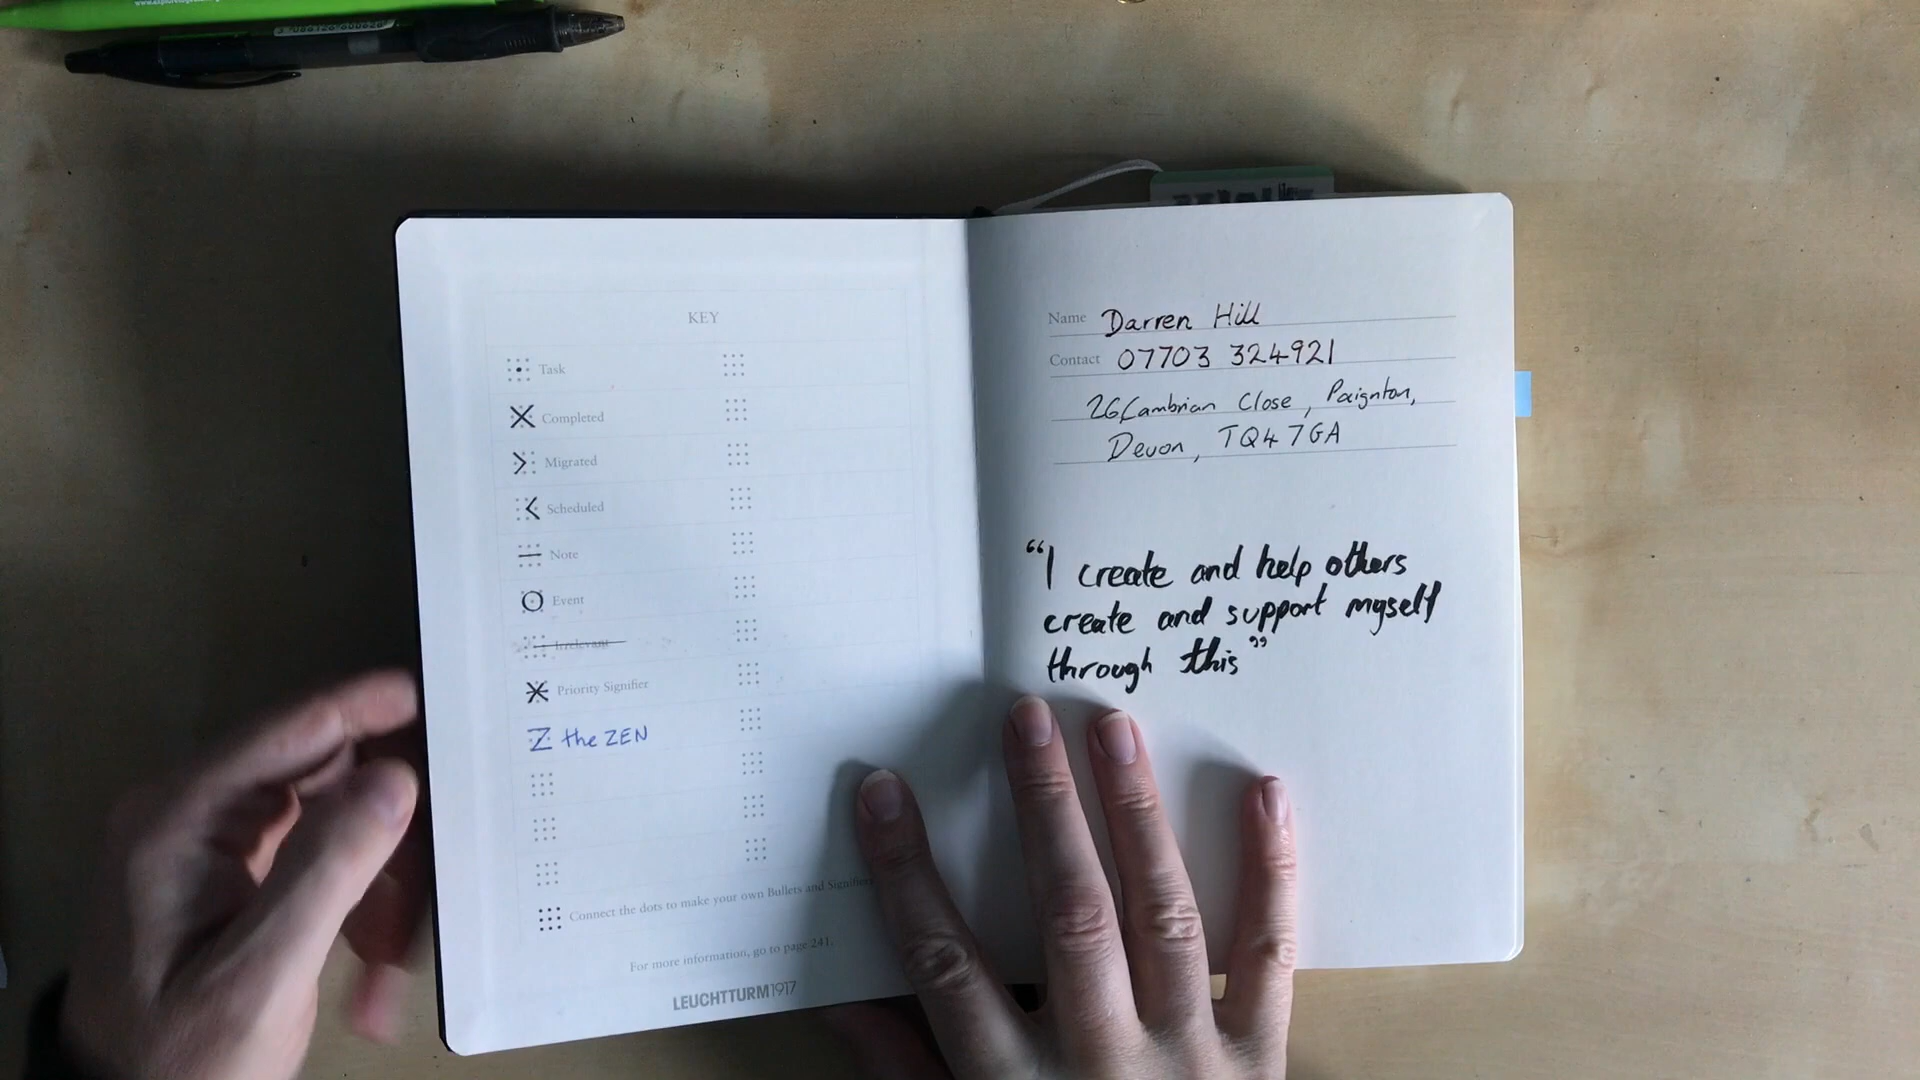 KEY
Task
Completed
Migrated
Scheduled
Note
Event
Irrelevant
Priority Signifier
Z the ZEN
Connect the dots to make your own Bullets and Signifiers
For more information, go to page 241.
LEUCHTTURM1917
Name Darren Hill
Contact 07703 324921
26 Cambrian Close, Paignton,
Devon, TQ4 7GA
“I create and help others
create and support myself
through this”